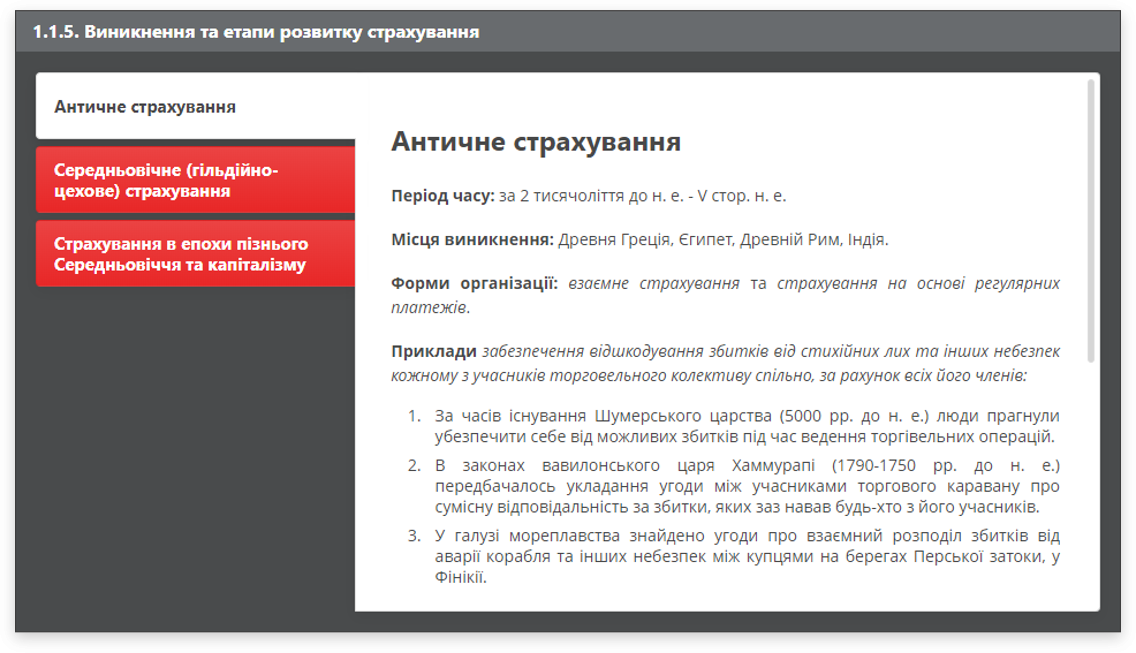 1.1.5. Виникнення та етапи розвитку страхування
Античне страхування
Середньовічне (гільдійно-
цехове) страхування
Страхування в епохи пізнього
Середньовіччя та капіталізму
Античне страхування
Період часу: за 2 тисячоліття до н. е. - V стор. н. е.
Місця виникнення: Древня Греція, Єгипет, Древній Рим, Індія.
Форми організації: взаємне страхування та страхування на основі регулярних
платежів.
Приклади забезпечення відшкодування збитків від стихійних лих та інших небезпек
кожному з учасників торговельного колективу спільно, за рахунок всіх його членів:
1. За часів існування Шумерського царства (5000 рр. до н. е.) люди прагнули
убезпечити себе від можливих збитків під час ведення торгівельних операцій.
2. В законах вавилонського царя Хаммурапі (1790-1750 рр. до н. е.)
передбачалось укладання угоди між учасниками торгового каравану про
сумісну відповідальність за збитки, яких заз навав будь-хто з його учасників.
3. У галузі мореплавства знайдено угоди про взаємний розподіл збитків від
аварії корабля та інших небезпек між купцями на берегах Перської затоки, у
Фінікії.